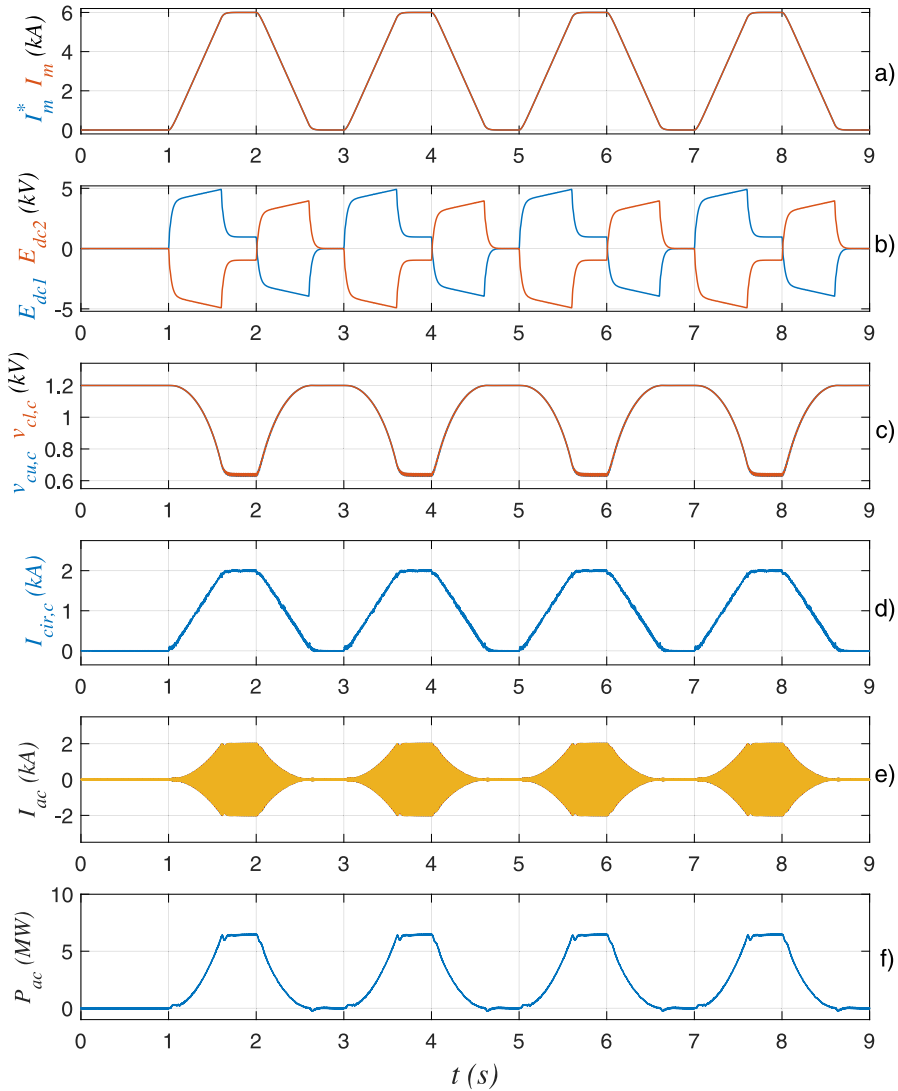 I*m Im (kA)
6
4
2
0
a)
0 1 2 3 4 5 6 7 8 9
Edc1 Edc2 (kV)
5
0
-5
b)
0 1 2 3 4 5 6 7 8 9
vcu,c vcl,c (kV)
1.2
1
0.8
0.6
c)
0 1 2 3 4 5 6 7 8 9
Icir,c (kA)
2
1
0
d)
0 1 2 3 4 5 6 7 8 9
Iac (kA)
2
0
-2
e)
0 1 2 3 4 5 6 7 8 9
Pac (MW)
10
5
0
f)
0 1 2 3 4 5 6 7 8 9
t (s)